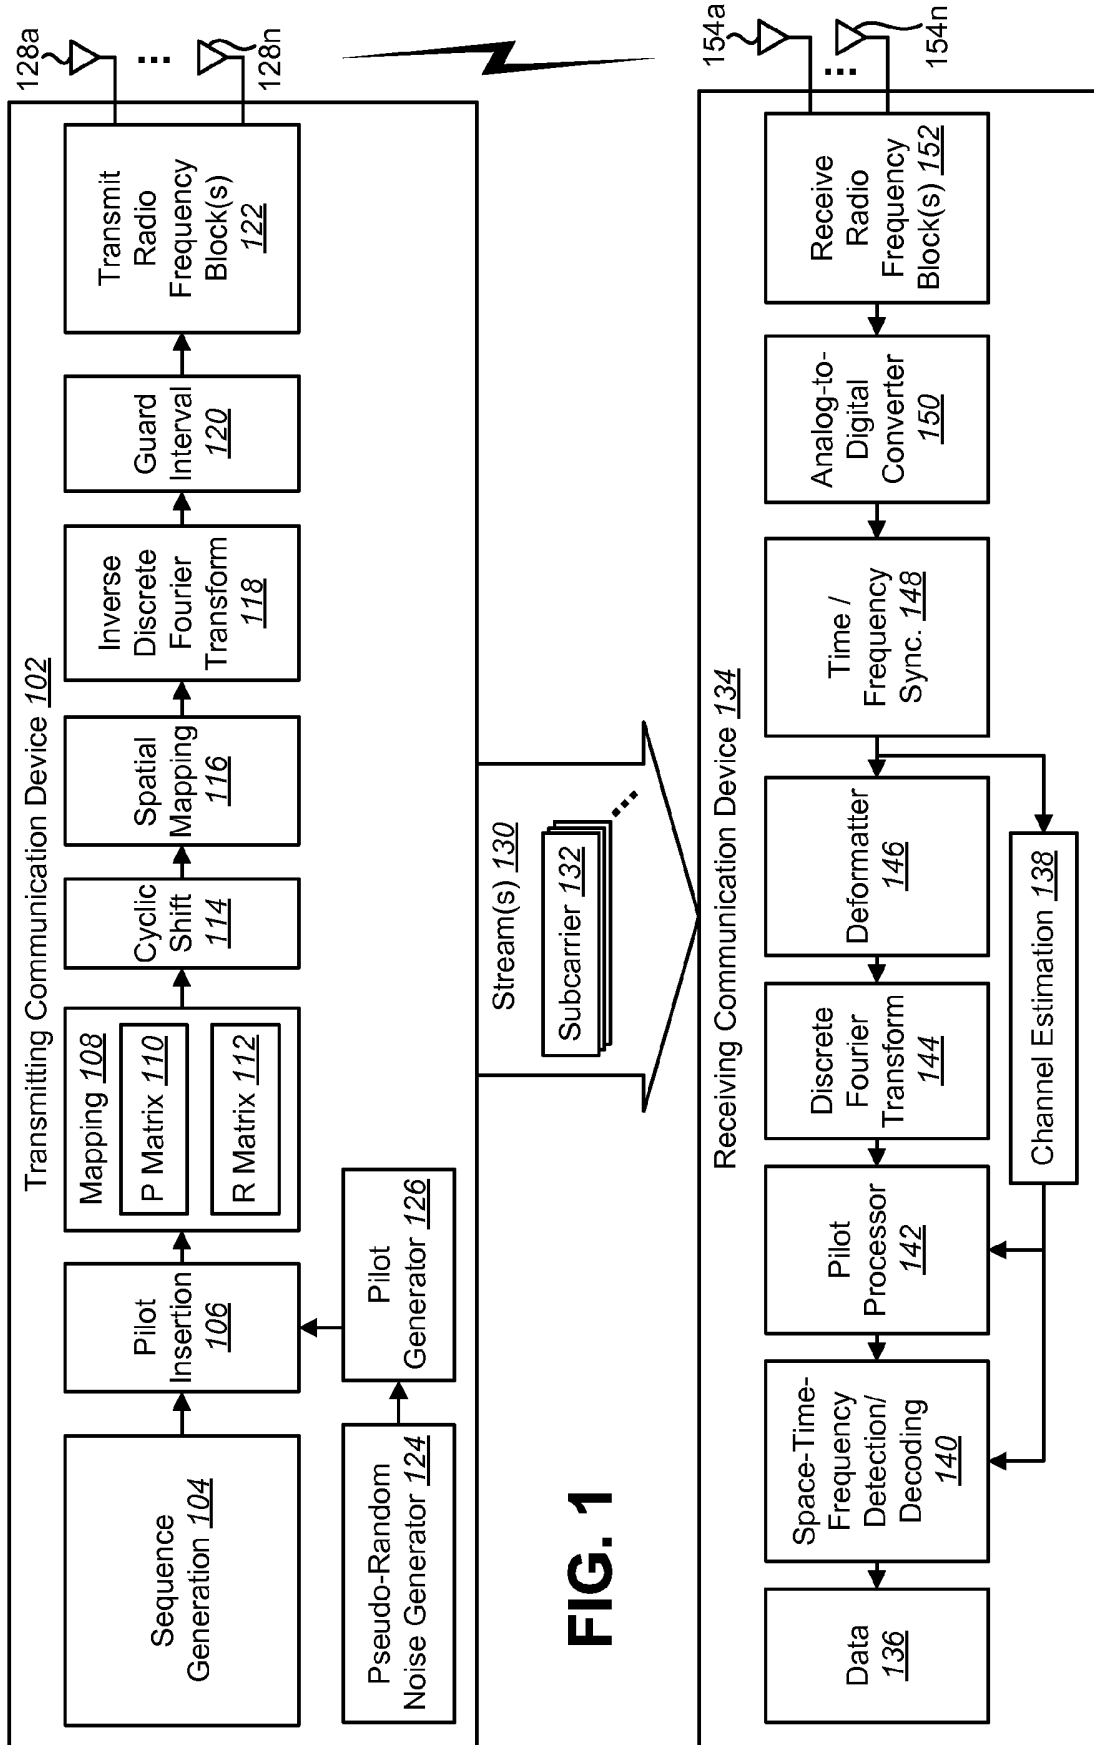 Transmitting Communication Device 102
Sequence
Generation 104
Pilot
Insertion
106
Mapping 108
P Matrix 110
R Matrix 112
Cyclic
Shift
114
Spatial
Mapping
116
Inverse
Discrete
Fourier
Transform
118
Guard
Interval
120
Transmit
Radio
Frequency
Block(s)
122
128a
...
128n
Pseudo-Random
Noise Generator 124
Pilot
Generator 126
Stream(s) 130
Subcarrier 132
...
FIG. 1
Receiving Communication Device 134
Data
136
Space-Time-
Frequency
Detection/
Decoding
140
Pilot
Processor
142
Discrete
Fourier
Transform
144
Deformatter
146
Time /
Frequency
Sync. 148
Analog-to-
Digital
Converter
150
Receive
Radio
Frequency
Block(s) 152
154a
...
154n
Channel Estimation 138